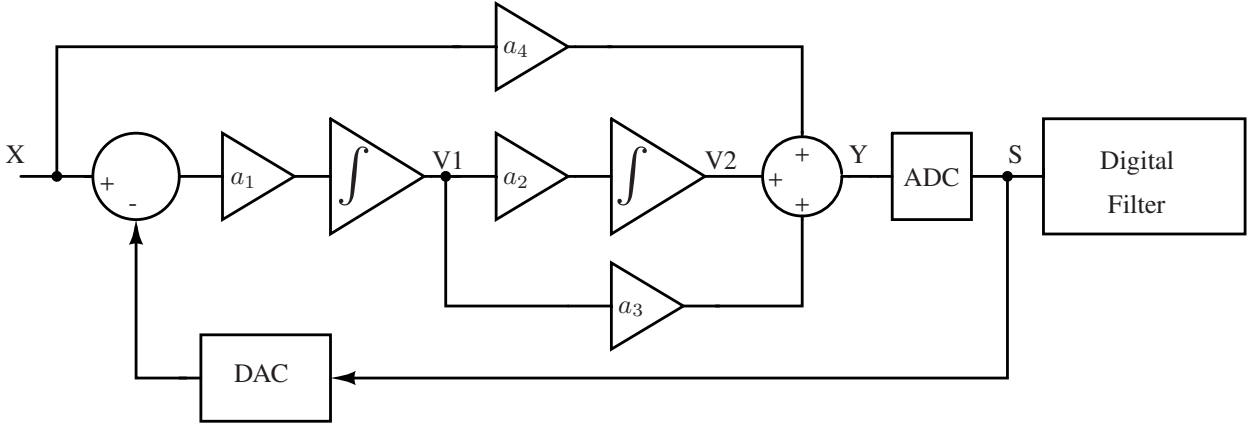 a4
X
+
-
a1
∫
V1
a2
∫
V2
+
+
+
Y
ADC
S
Digital
Filter
a3
DAC